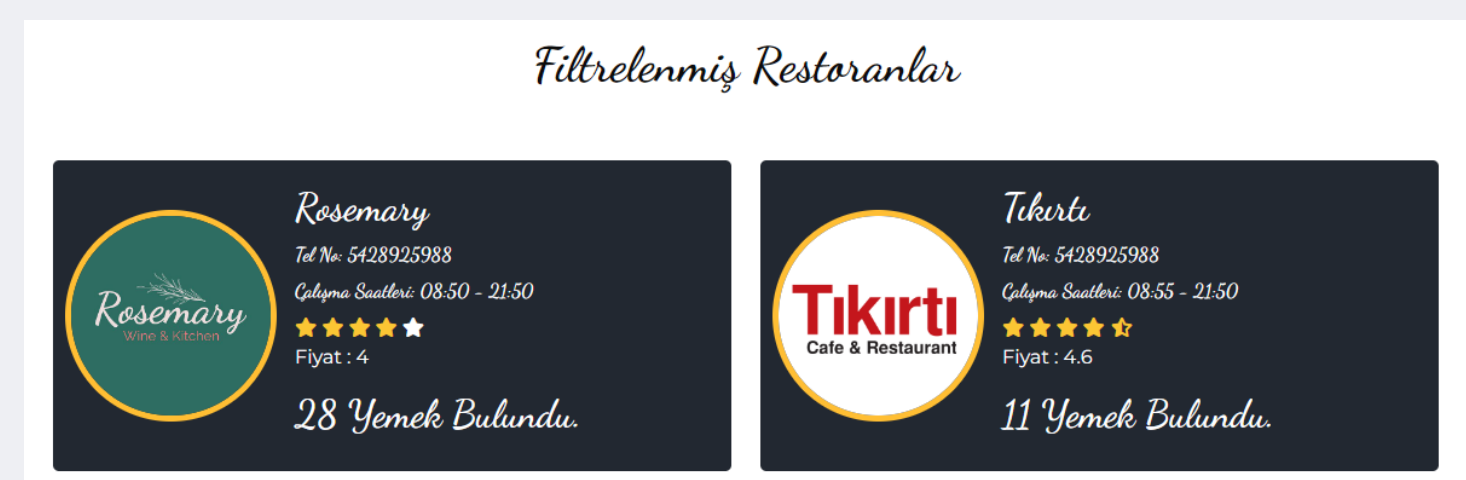 Filtrelenmiş Restoranlar
Rosemary
Wine & Kitchen
Rosemary
Tel No: 5428925988
Çalışma Saatleri: 08:50 - 21:50
Fiyat : 4
28 Yemek Bulundu.
Tıkırtı
Cafe & Restaurant
Tıkırtı
Tel No: 5428925988
Çalışma Saatleri: 08:55 - 21:50
Fiyat : 4.6
11 Yemek Bulundu.